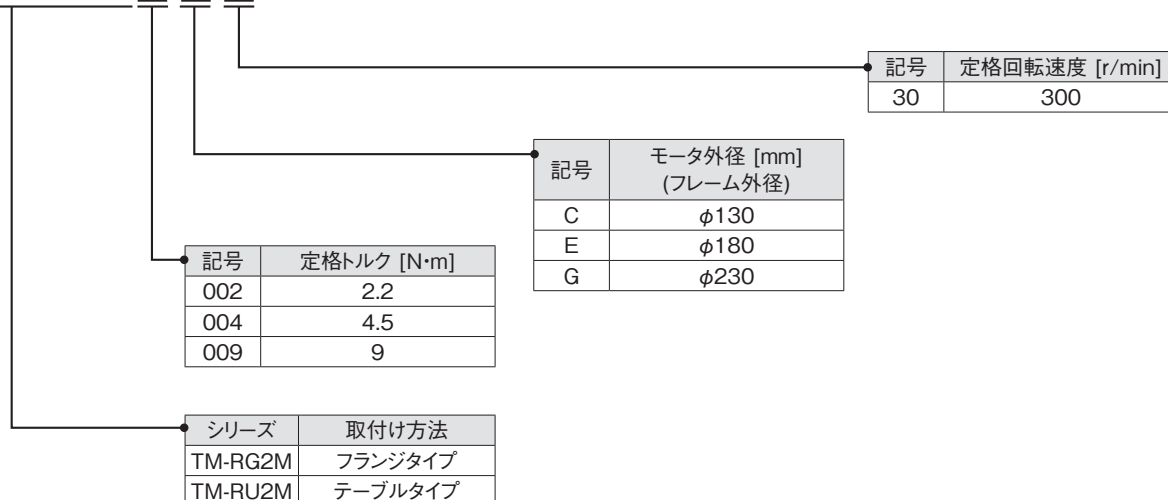 記号 定格回転速度 [r/min]
30 300
記号 モータ外径 [mm]
(フレーム外径)
C φ130
E φ180
G φ230
記号 定格トルク [N・m]
002 2.2
004 4.5
009 9
シリーズ 取付け方法
TM-RG2M フランジタイプ
TM-RU2M テーブルタイプ